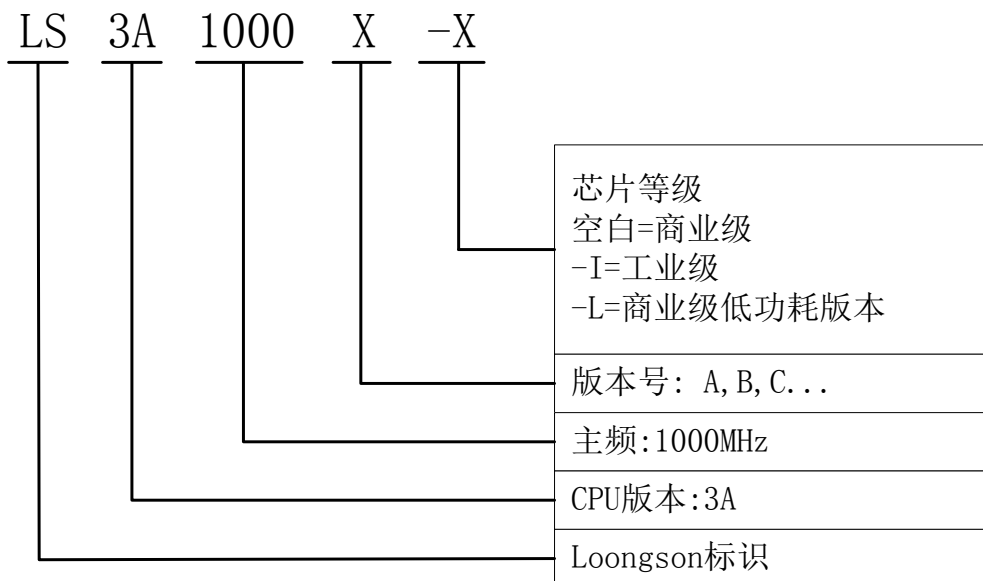 LS 3A 1000 X -X
芯片等级
空白=商业级
-I=工业级
-L=商业级低功耗版本
版本号: A,B,C...
主频:1000MHz
CPU版本:3A
Loongson标识